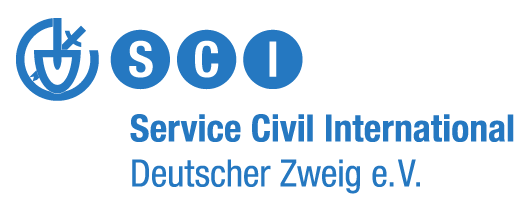 SCI
Service Civil International
Deutscher Zweig e.V.